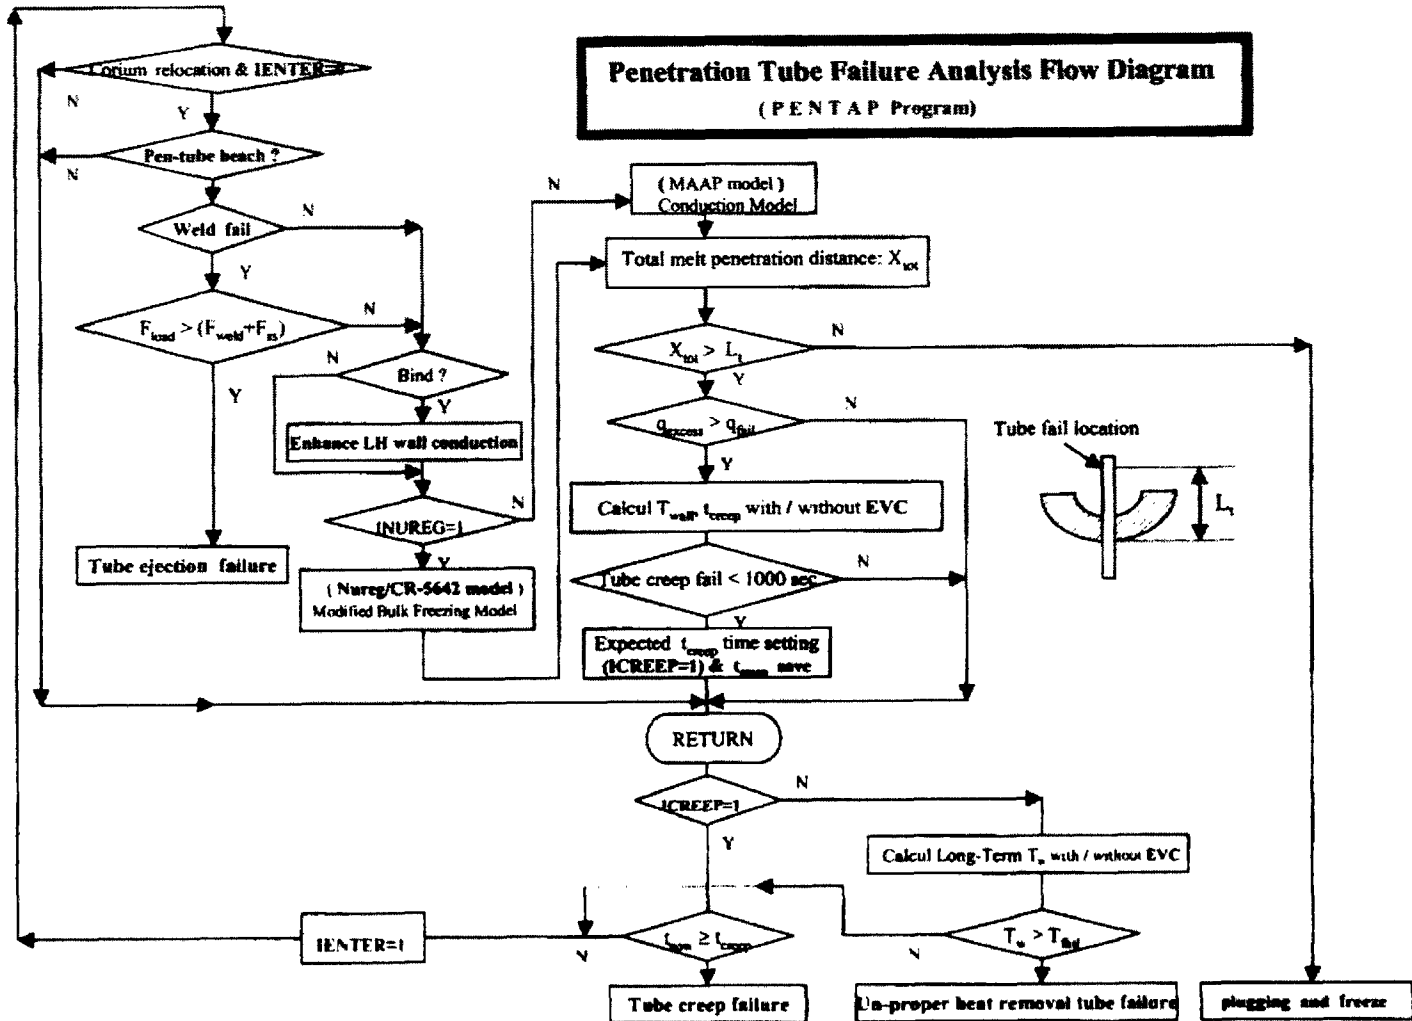 Penetration Tube Failure Analysis Flow Diagram
( P E N T A P Program)
Corium relocation & IENTER=
N
Y
Pen-tube beach ?
N
Weld fail
N
Y
F_load > (F_weld+F_rs)
N
Y
Tube ejection failure
Bind ?
N
Y
Enhance LH wall conduction
INUREG=1
N
Y
( Nureg/CR-5642 model )
Modified Bulk Freezing Model
N
( MAAP model )
Conduction Model
Total melt penetration distance: X_tot
X_tot > L_t
N
Y
q_excess > q_fail
N
Y
Calcul T_wall, t_creep with / without EVC
Tube creep fail < 1000 sec
N
Y
Expected t_creep time setting
(ICREEP=1) & t_creep save
Tube fail location
L_t
RETURN
ICREEP=1
N
Y
Calcul Long-Term T_w with / without EVC
IENTER=1
t_now ≥ t_creep
T_w > T_fail
Tube creep failure
Un-proper heat removal tube failure
plugging and freeze